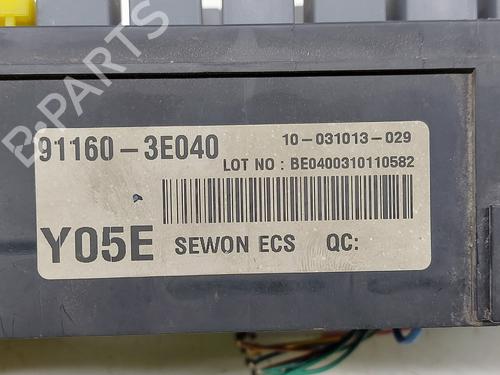 B-PARTS
91160-3E040
10-031013-029
LOT NO : BE0400310110582
Y05E
SEWON ECS
QC: